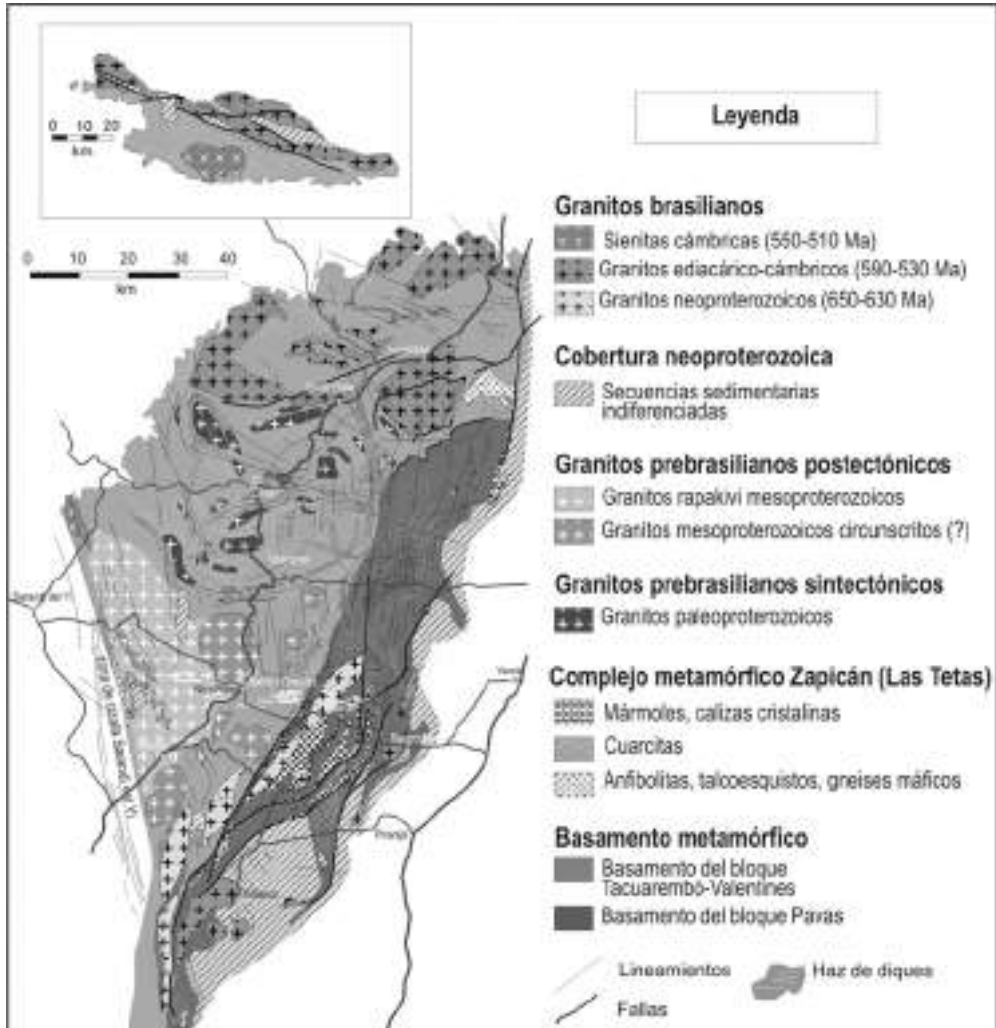 0 10 20
km
0 10 20 30 40
km
Leyenda
Granitos brasilianos
Sienitas cámbricas (550-510 Ma)
Granitos ediacárico-cámbricos (590-530 Ma)
Granitos neoproterozoicos (650-630 Ma)
Cobertura neoproterozoica
Secuencias sedimentarias
indiferenciadas
Granitos prebrasilianos postectónicos
Granitos rapakivi mesoproterozoicos
Granitos mesoproterozoicos circunscritos (?)
Granitos prebrasilianos sintectónicos
Granitos paleoproterozoicos
Complejo metamórfico Zapicán (Las Tetas)
Mármoles, calizas cristalinas
Cuarcitas
Anfibolitas, talcoesquistos, gneises máficos
Basamento metamórfico
Basamento del bloque
Tacuarembó-Valentines
Basamento del bloque Pavas
Lineamientos
Haz de diques
Fallas
Sarandí del Yí